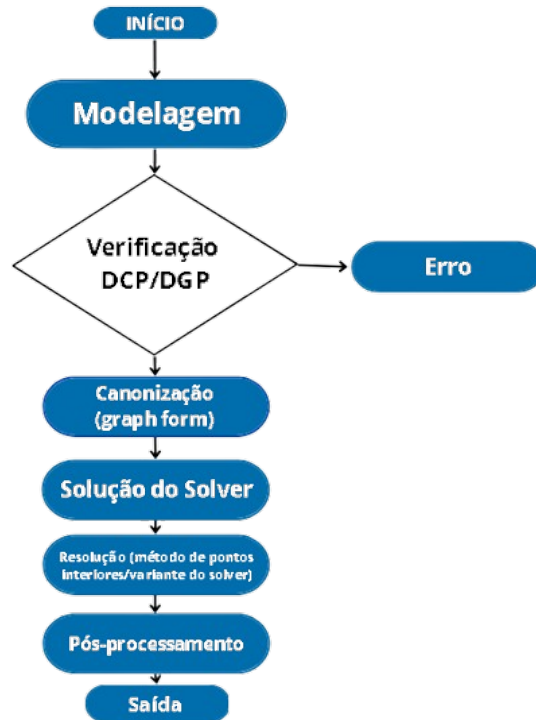 INÍCIO
Modelagem
Verificação
DCP/DGP
Erro
Canonização
(graph form)
Solução do Solver
Resolução (método de pontos
interiores/variante do solver)
Pós-processamento
Saída